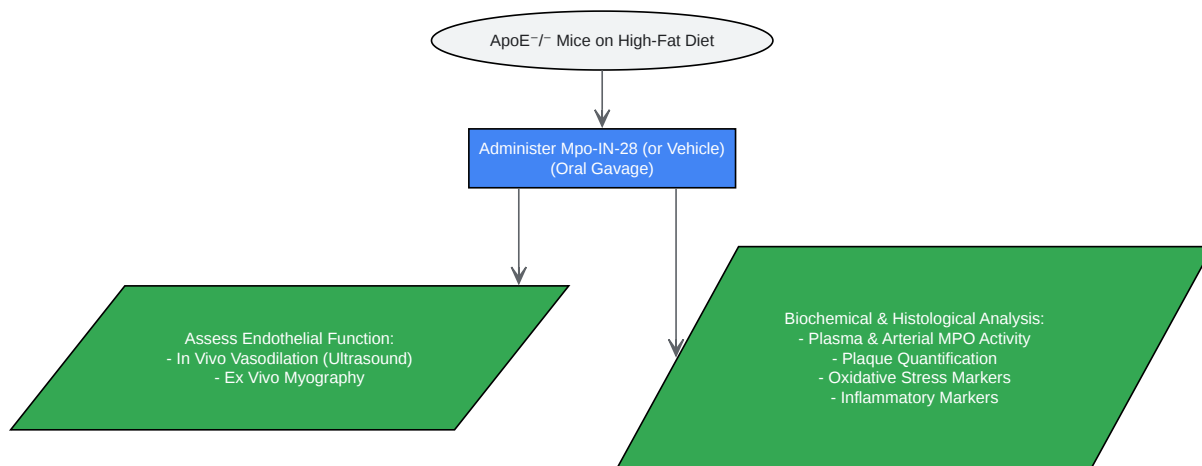 ApoE⁻/⁻ Mice on High-Fat Diet
Administer Mpo-IN-28 (or Vehicle)
(Oral Gavage)
Assess Endothelial Function:
- In Vivo Vasodilation (Ultrasound)
- Ex Vivo Myography
Biochemical & Histological Analysis:
- Plasma & Arterial MPO Activity
- Plaque Quantification
- Oxidative Stress Markers
- Inflammatory Markers